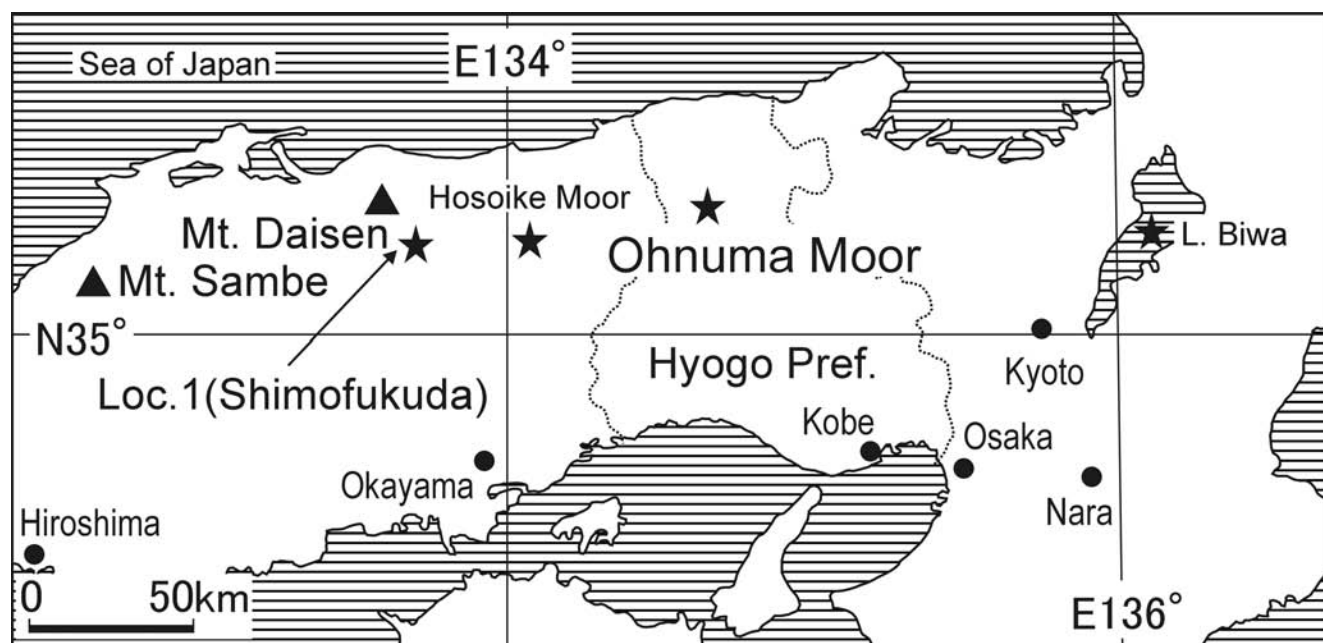 Sea of Japan
E134°
Hosoike Moor
Mt. Daisen
Ohnuma Moor
L. Biwa
Mt. Sambe
N35°
Hyogo Pref.
Kyoto
Loc.1(Shimofukuda)
Kobe
Osaka
Okayama
Nara
Hiroshima
0 50km
E136°